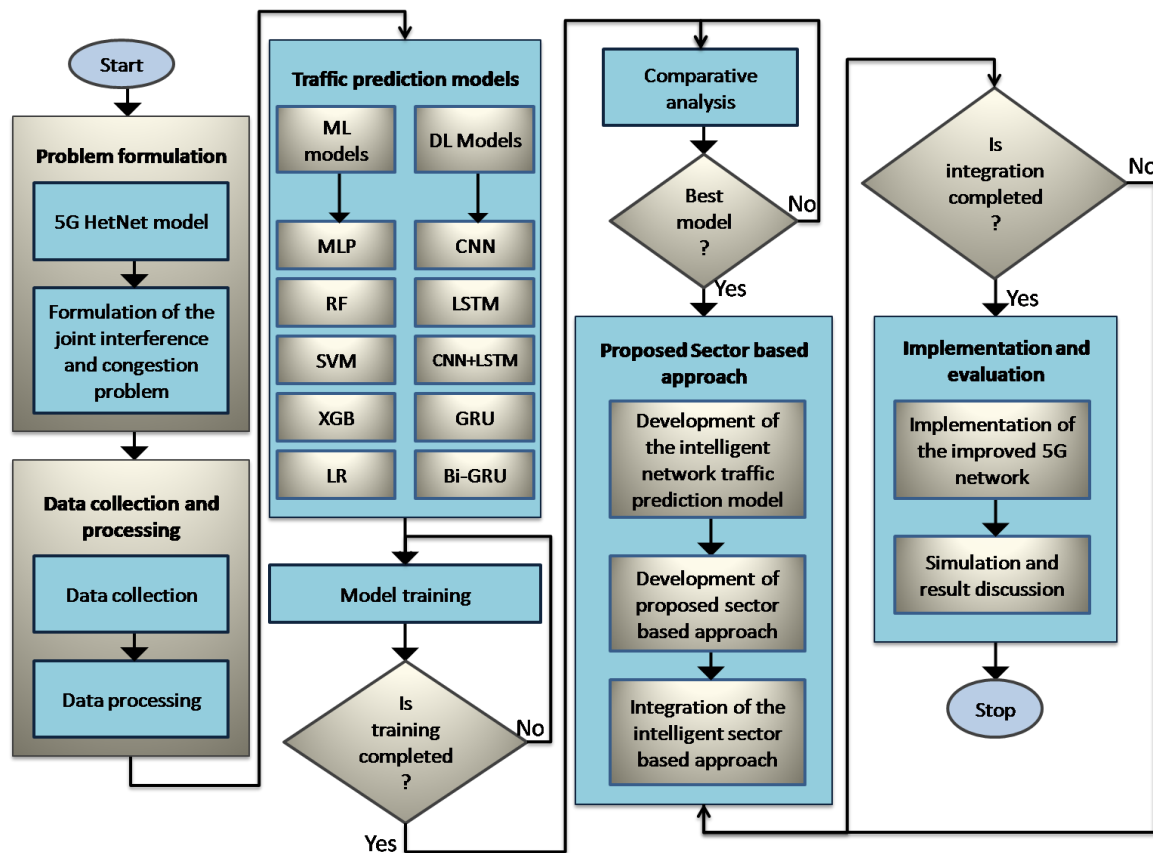 Start
Problem formulation
5G HetNet model
Formulation of the
joint interference
and congestion
problem
Data collection and
processing
Data collection
Data processing
Traffic prediction models
ML
models
DL Models
MLP
CNN
RF
LSTM
SVM
CNN+LSTM
XGB
GRU
LR
Bi-GRU
Model training
Is
training
completed
?
No
Yes
Comparative
analysis
Best
model
?
No
Yes
Proposed Sector based
approach
Development of
the intelligent
network traffic
prediction model
Development of
proposed sector
based approach
Integration of the
intelligent sector
based approach
Is
integration
completed
?
No
Yes
Implementation and
evaluation
Implementation of
the improved 5G
network
Simulation and
result discussion
Stop